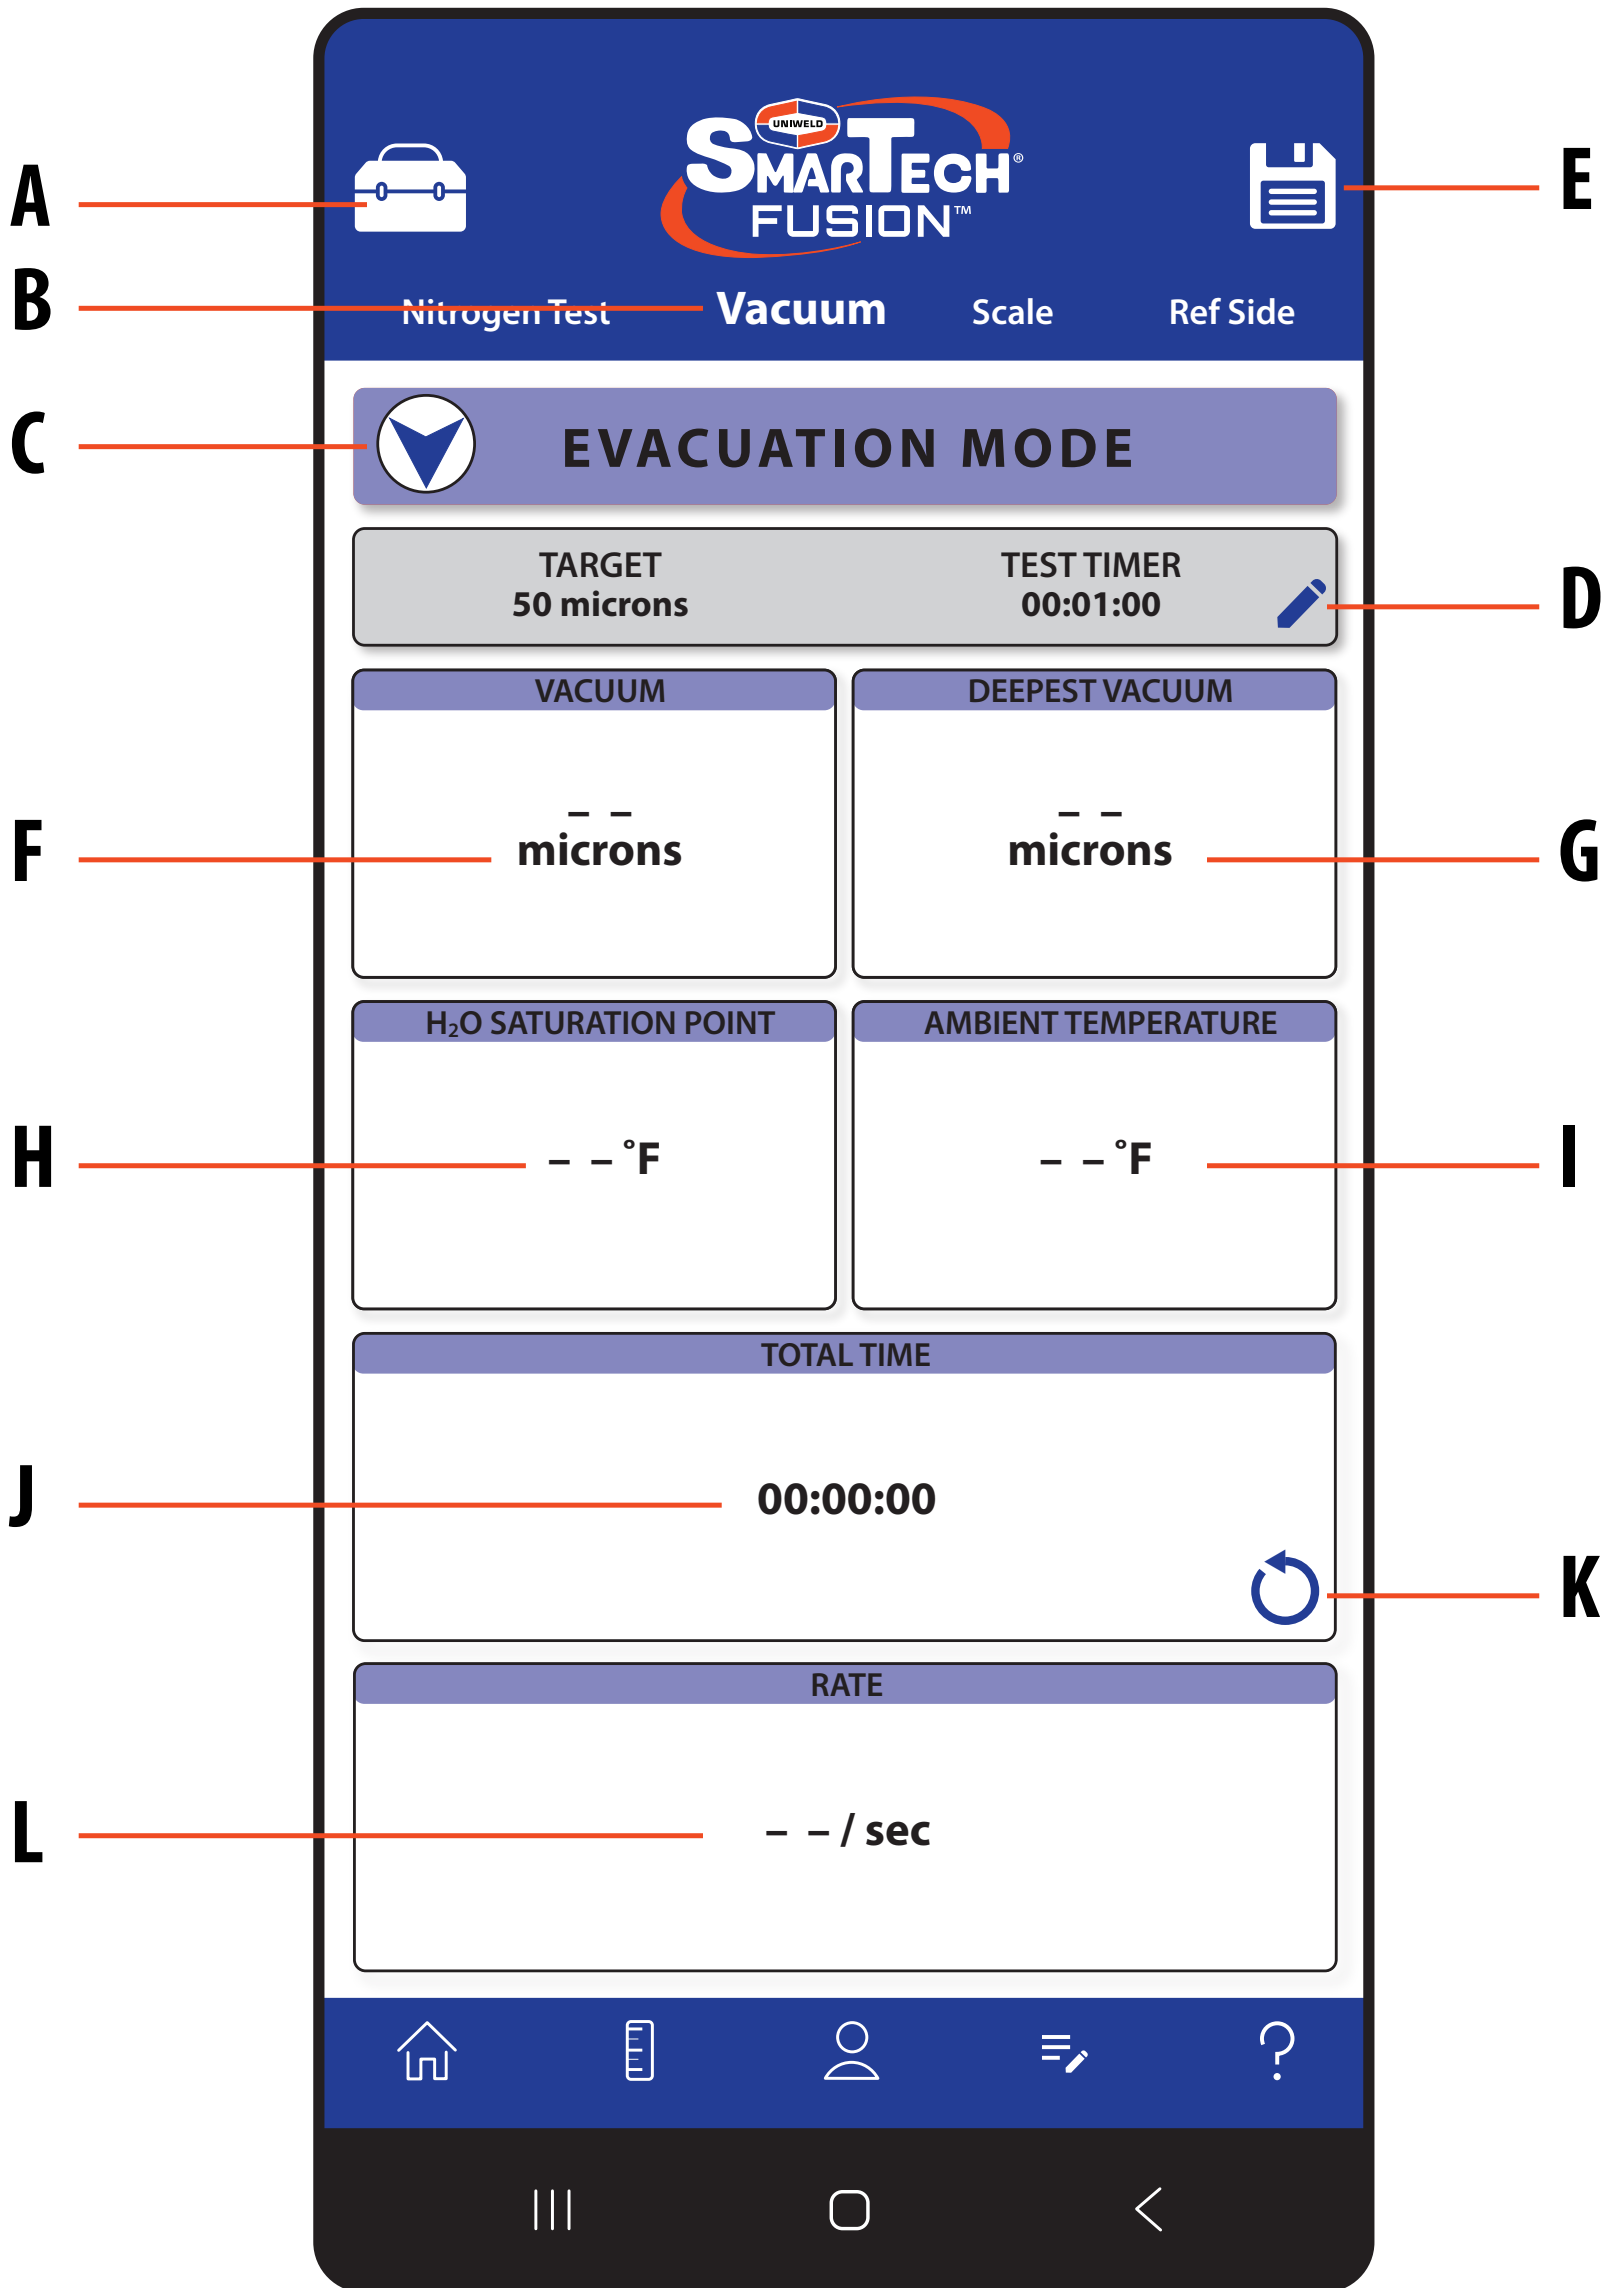 UNIWELD
SMARTECH®
FUSION™
A
E
B
Nitrogen Test Vacuum Scale Ref Side
C
EVACUATION MODE
TARGET TEST TIMER
50 microns 00:01:00
D
VACUUM DEEPEST VACUUM
– – – –
F microns microns G
H₂O SATURATION POINT AMBIENT TEMPERATURE
H – – °F – – °F I
TOTAL TIME
J 00:00:00
K
RATE
L – – / sec